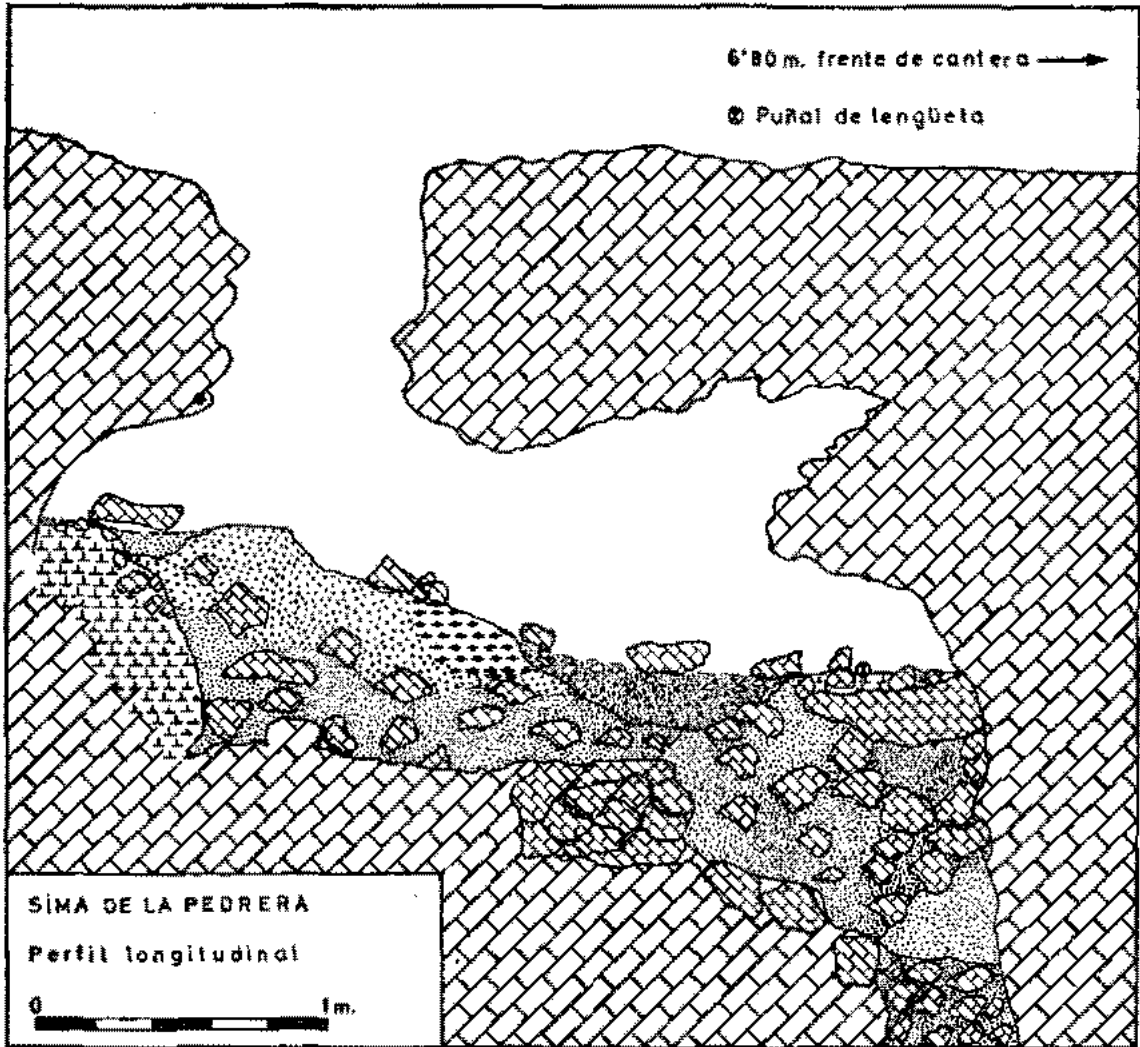 6'80 m. frente de cantera
Puñal de lengüeta
SIMA DE LA PEDRERA
Perfil longitudinal
0 1 m.